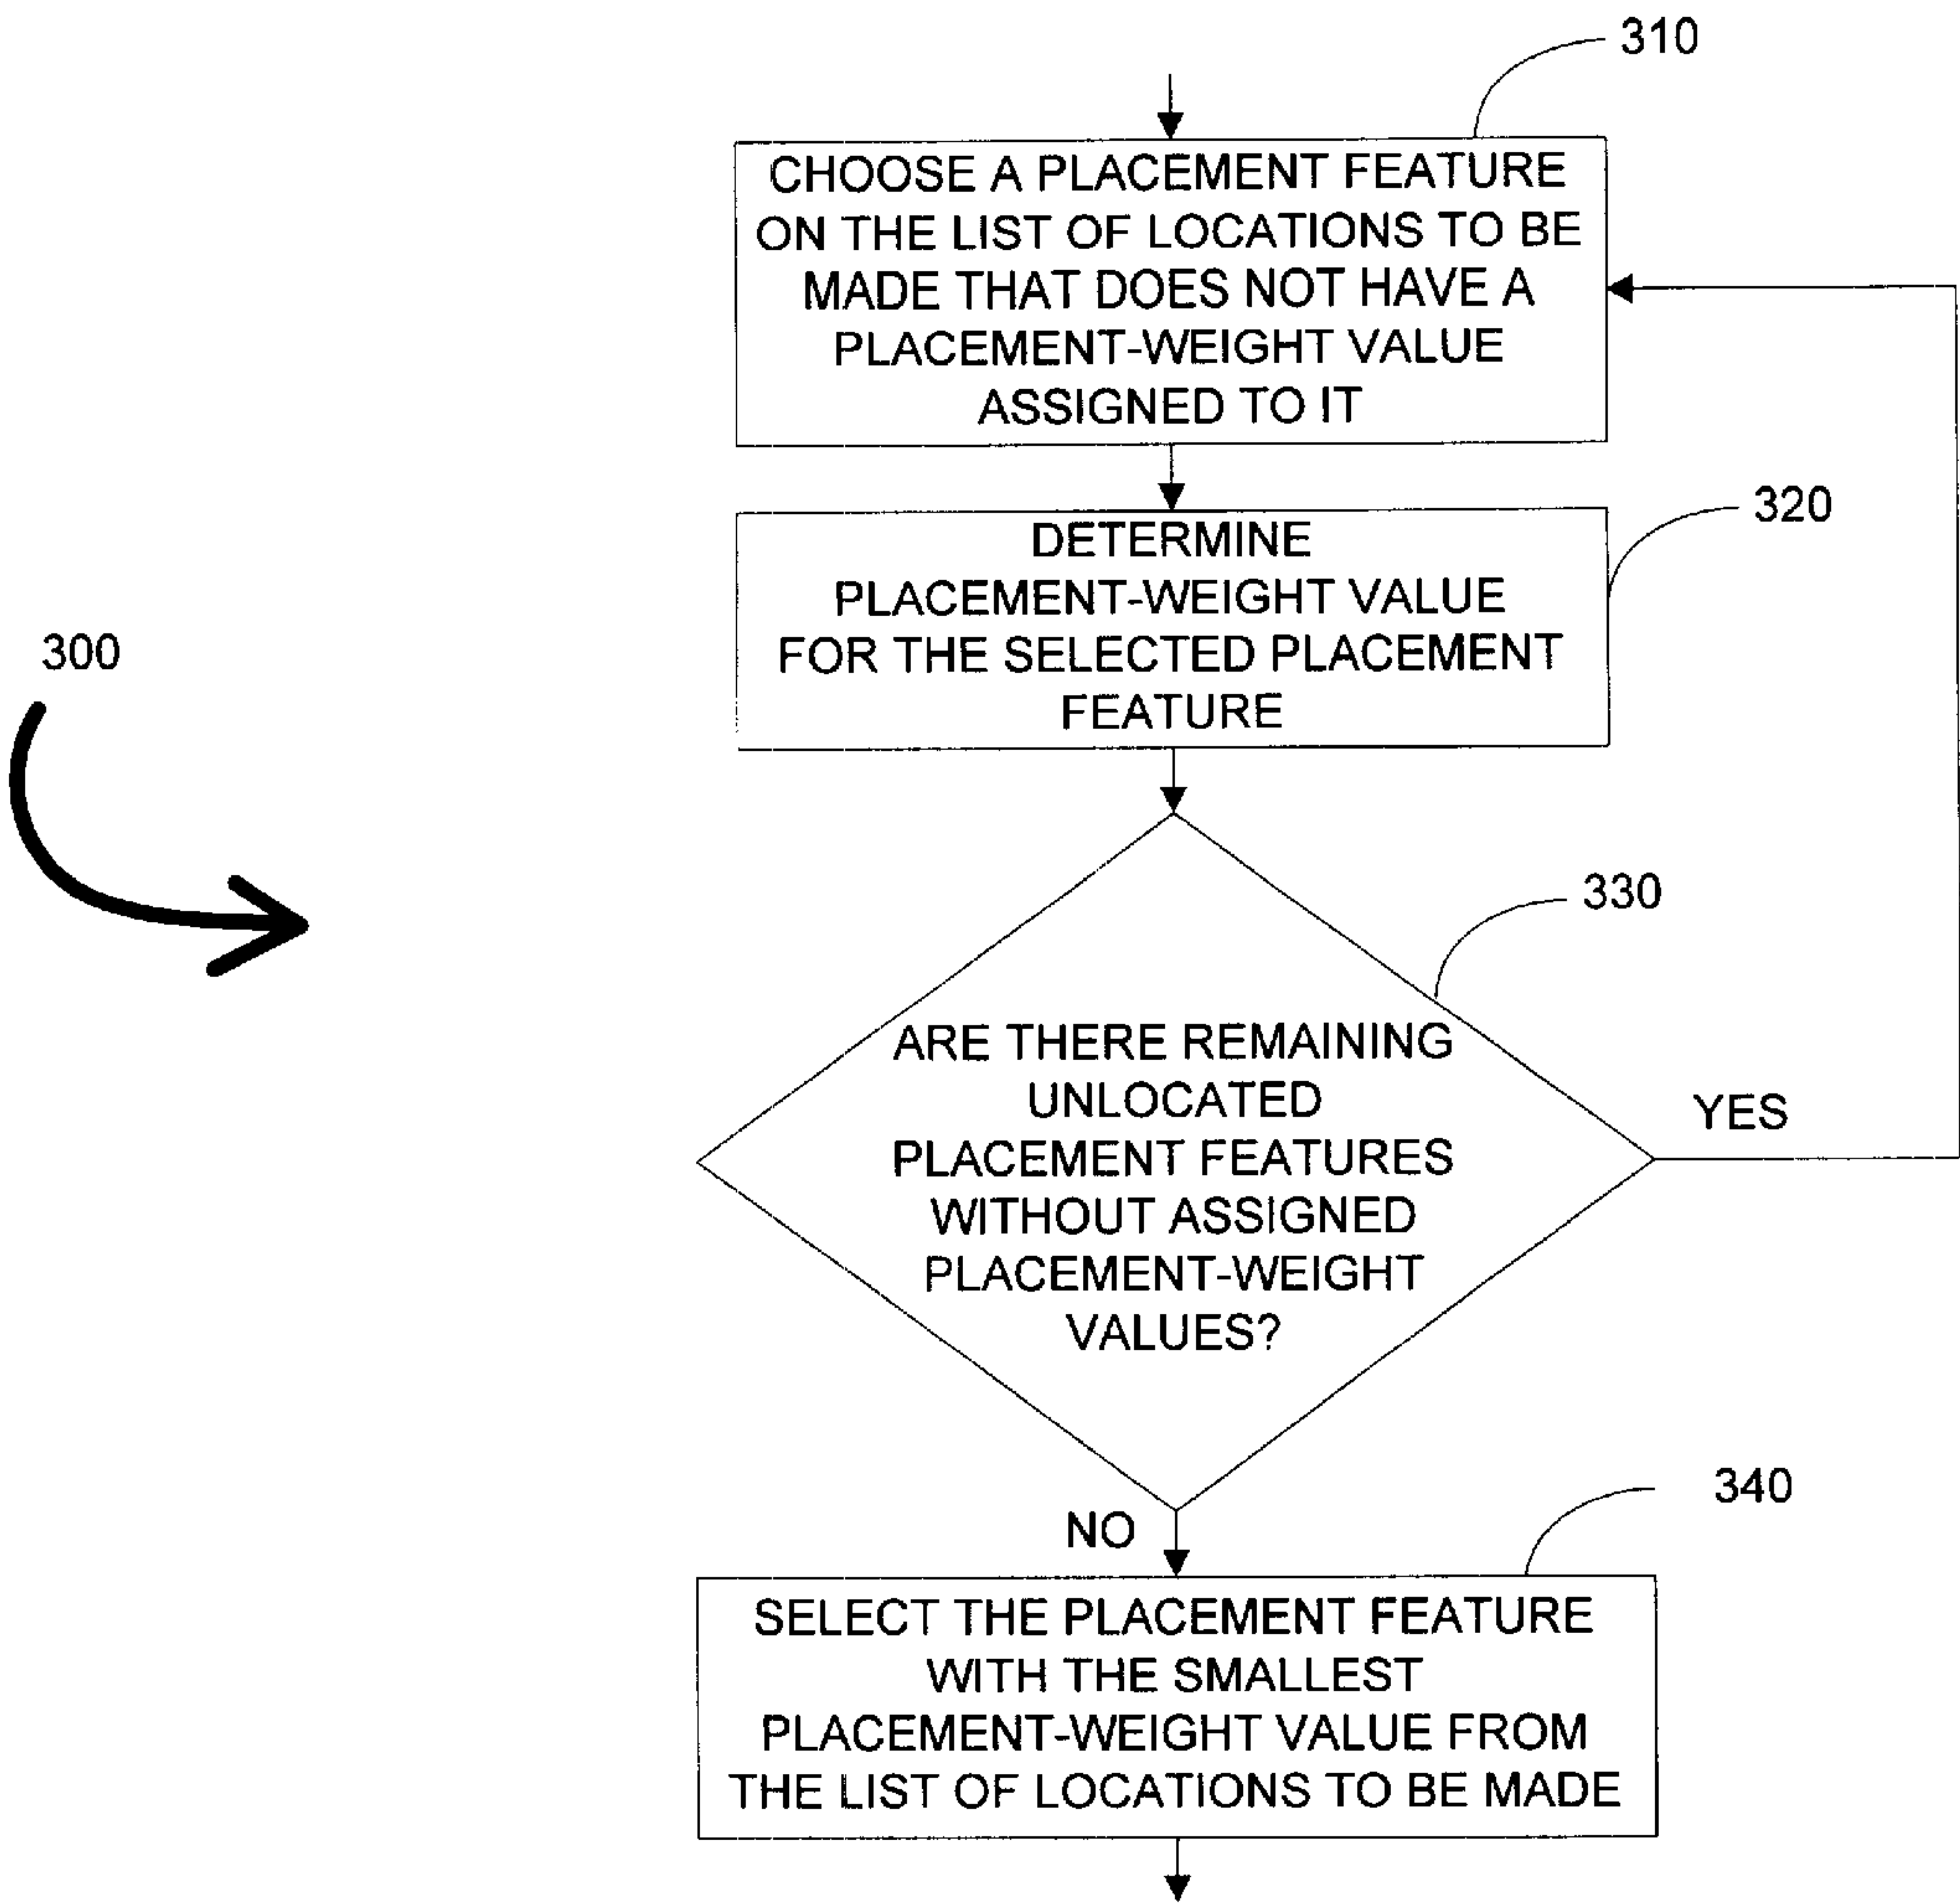 310
CHOOSE A PLACEMENT FEATURE
ON THE LIST OF LOCATIONS TO BE
MADE THAT DOES NOT HAVE A
PLACEMENT-WEIGHT VALUE
ASSIGNED TO IT
320
DETERMINE
PLACEMENT-WEIGHT VALUE
FOR THE SELECTED PLACEMENT
FEATURE
300
330
ARE THERE REMAINING
UNLOCATED
PLACEMENT FEATURES
WITHOUT ASSIGNED
PLACEMENT-WEIGHT
VALUES?
YES
NO
340
SELECT THE PLACEMENT FEATURE
WITH THE SMALLEST
PLACEMENT-WEIGHT VALUE FROM
THE LIST OF LOCATIONS TO BE MADE